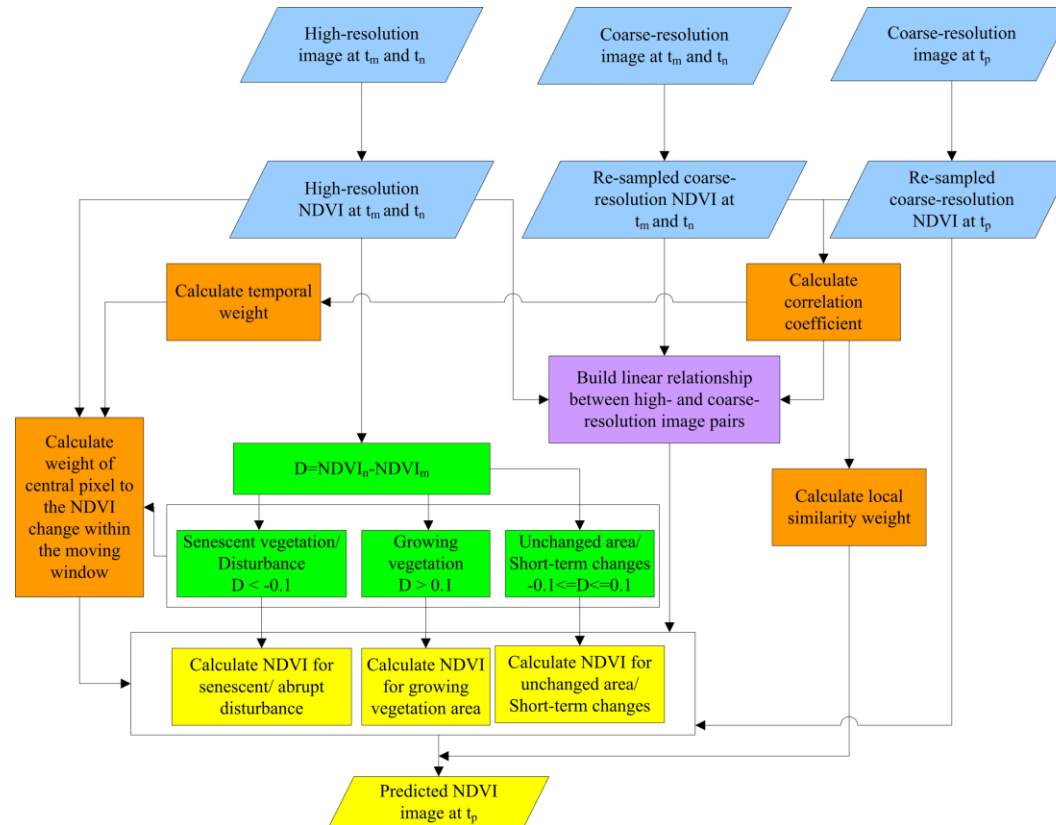 High-resolution
image at tm and tn
Coarse-resolution
image at tm and tn
Coarse-resolution
image at tp
High-resolution
NDVI at tm and tn
Re-sampled coarse-
resolution NDVI at
tm and tn
Re-sampled
coarse-resolution
NDVI at tp
Calculate temporal
weight
Calculate
correlation
coefficient
Build linear relationship
between high- and coarse-
resolution image pairs
Calculate
weight of
central pixel to
the NDVI
change within
the moving
window
D=NDVIn-NDVIm
Calculate local
similarity weight
Senescent vegetation/
Disturbance
D < -0.1
Growing
vegetation
D > 0.1
Unchanged area/
Short-term changes
-0.1<=D<=0.1
Calculate NDVI for
senescent/ abrupt
disturbance
Calculate NDVI
for growing
vegetation area
Calculate NDVI for
unchanged area/
Short-term changes
Predicted NDVI
image at tp